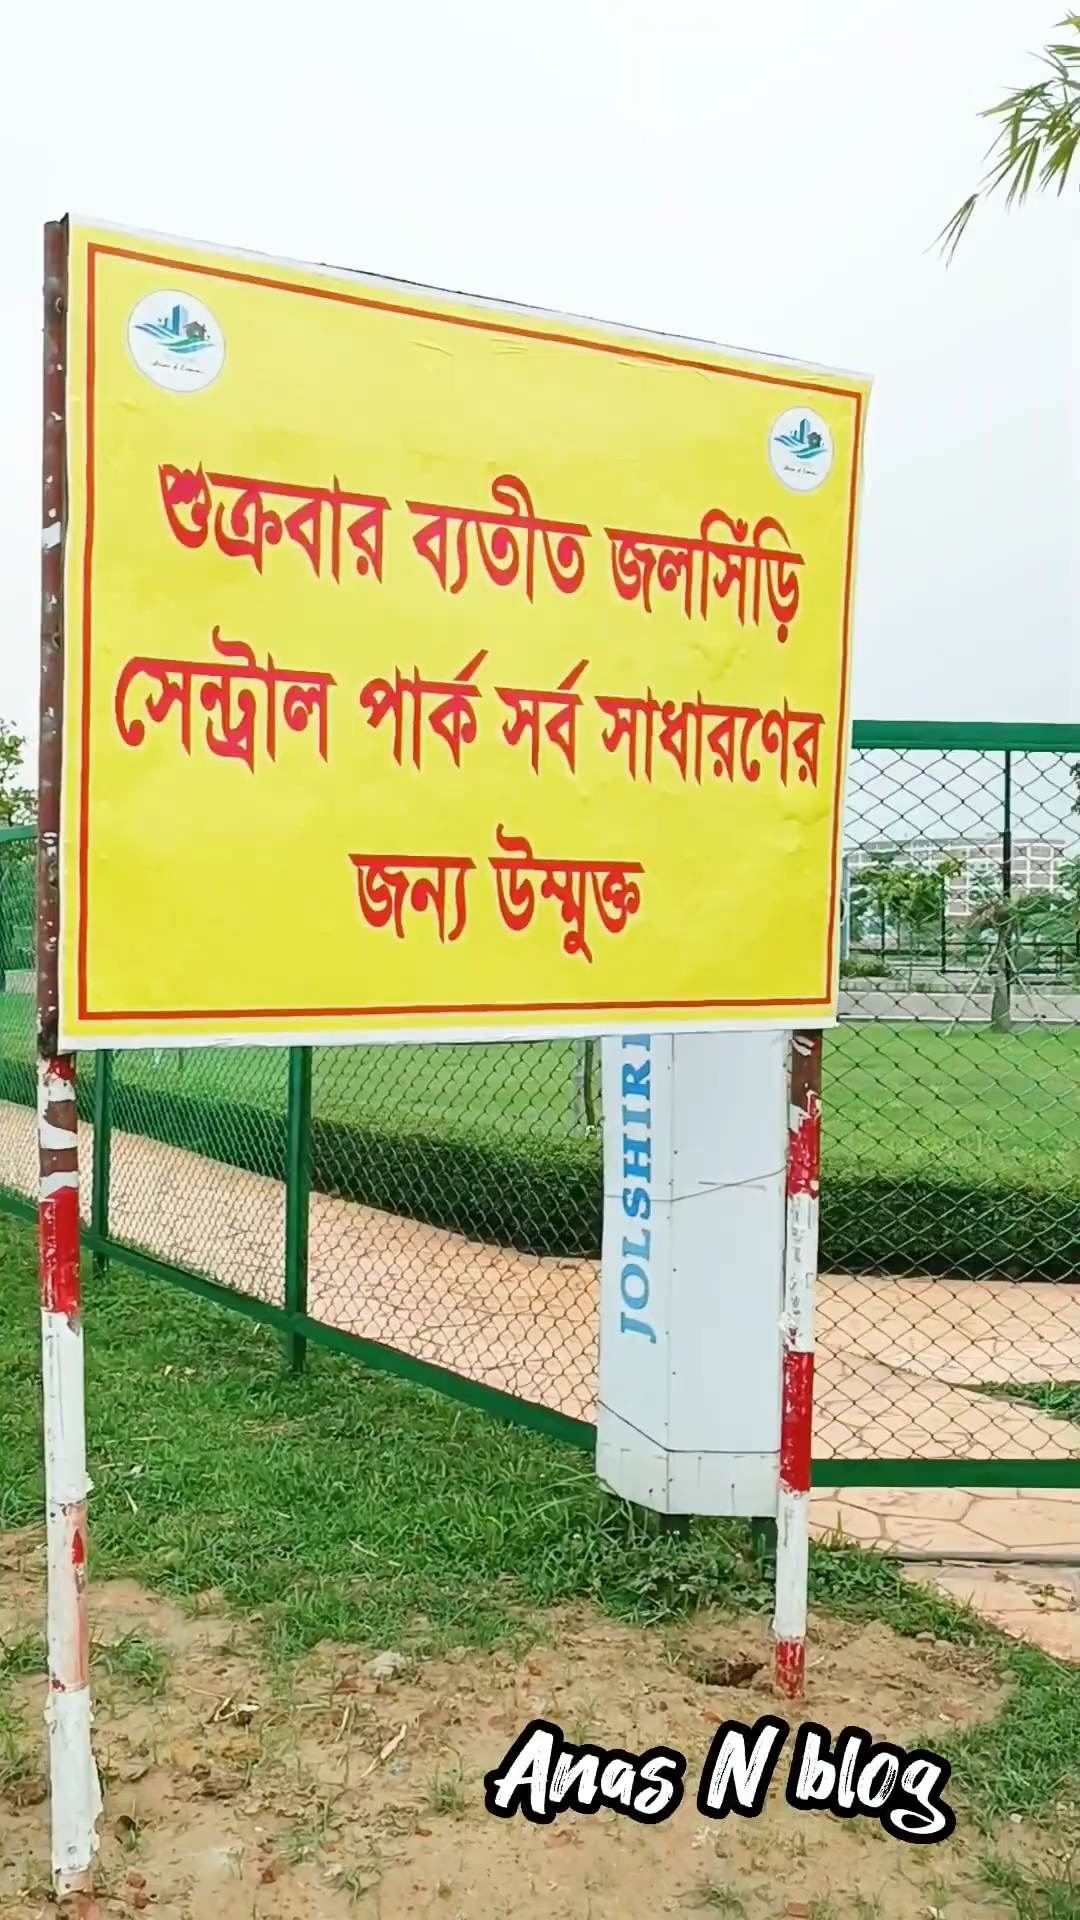 শুক্রবার ব্যতীত জলসিঁড়ি
সেন্ট্রাল পার্ক সর্ব সাধারণের
জন্য উম্মুক্ত
JOLSHIRI
Anas N blog